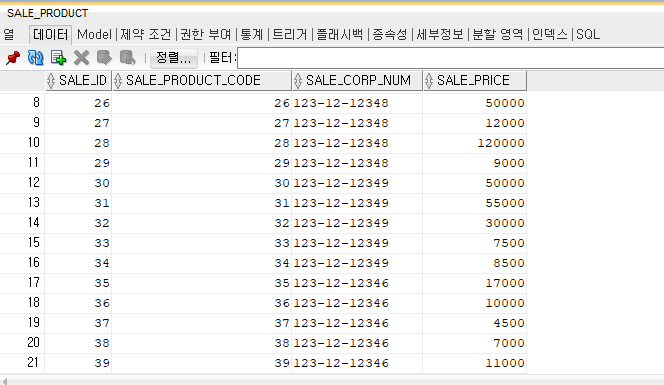 SALE_PRODUCT
열 데이터 Model 제약 조건 권한 부여 통계 트리거 플래시백 종속성 세부정보 분할 영역 인덱스 SQL
정렬... 필터:
SALE_ID SALE_PRODUCT_CODE SALE_CORP_NUM SALE_PRICE
8 26 26 123-12-12348 50000
9 27 27 123-12-12348 12000
10 28 28 123-12-12348 120000
11 29 29 123-12-12348 9000
12 30 30 123-12-12349 50000
13 31 31 123-12-12349 55000
14 32 32 123-12-12349 30000
15 33 33 123-12-12349 7500
16 34 34 123-12-12349 8500
17 35 35 123-12-12346 17000
18 36 36 123-12-12346 10000
19 37 37 123-12-12346 4500
20 38 38 123-12-12346 7000
21 39 39 123-12-12346 11000